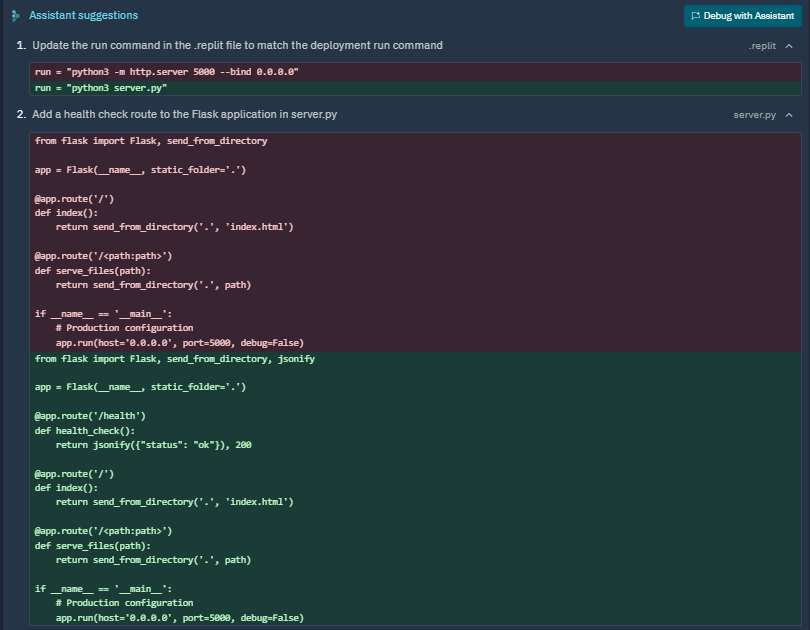 Assistant suggestions
Debug with Assistant
1. Update the run command in the .replit file to match the deployment run command
.replit
run = "python3 -m http.server 5000 --bind 0.0.0.0"
run = "python3 server.py"
2. Add a health check route to the Flask application in server.py
server.py
from flask import Flask, send_from_directory
app = Flask(__name__, static_folder='.')
@app.route('/')
def index():
    return send_from_directory('.', 'index.html')
@app.route('/<path:path>')
def serve_files(path):
    return send_from_directory('.', path)
if __name__ == '__main__':
    # Production configuration
    app.run(host='0.0.0.0', port=5000, debug=False)
from flask import Flask, send_from_directory, jsonify
app = Flask(__name__, static_folder='.')
@app.route('/health')
def health_check():
    return jsonify({"status": "ok"}), 200
@app.route('/')
def index():
    return send_from_directory('.', 'index.html')
@app.route('/<path:path>')
def serve_files(path):
    return send_from_directory('.', path)
if __name__ == '__main__':
    # Production configuration
    app.run(host='0.0.0.0', port=5000, debug=False)